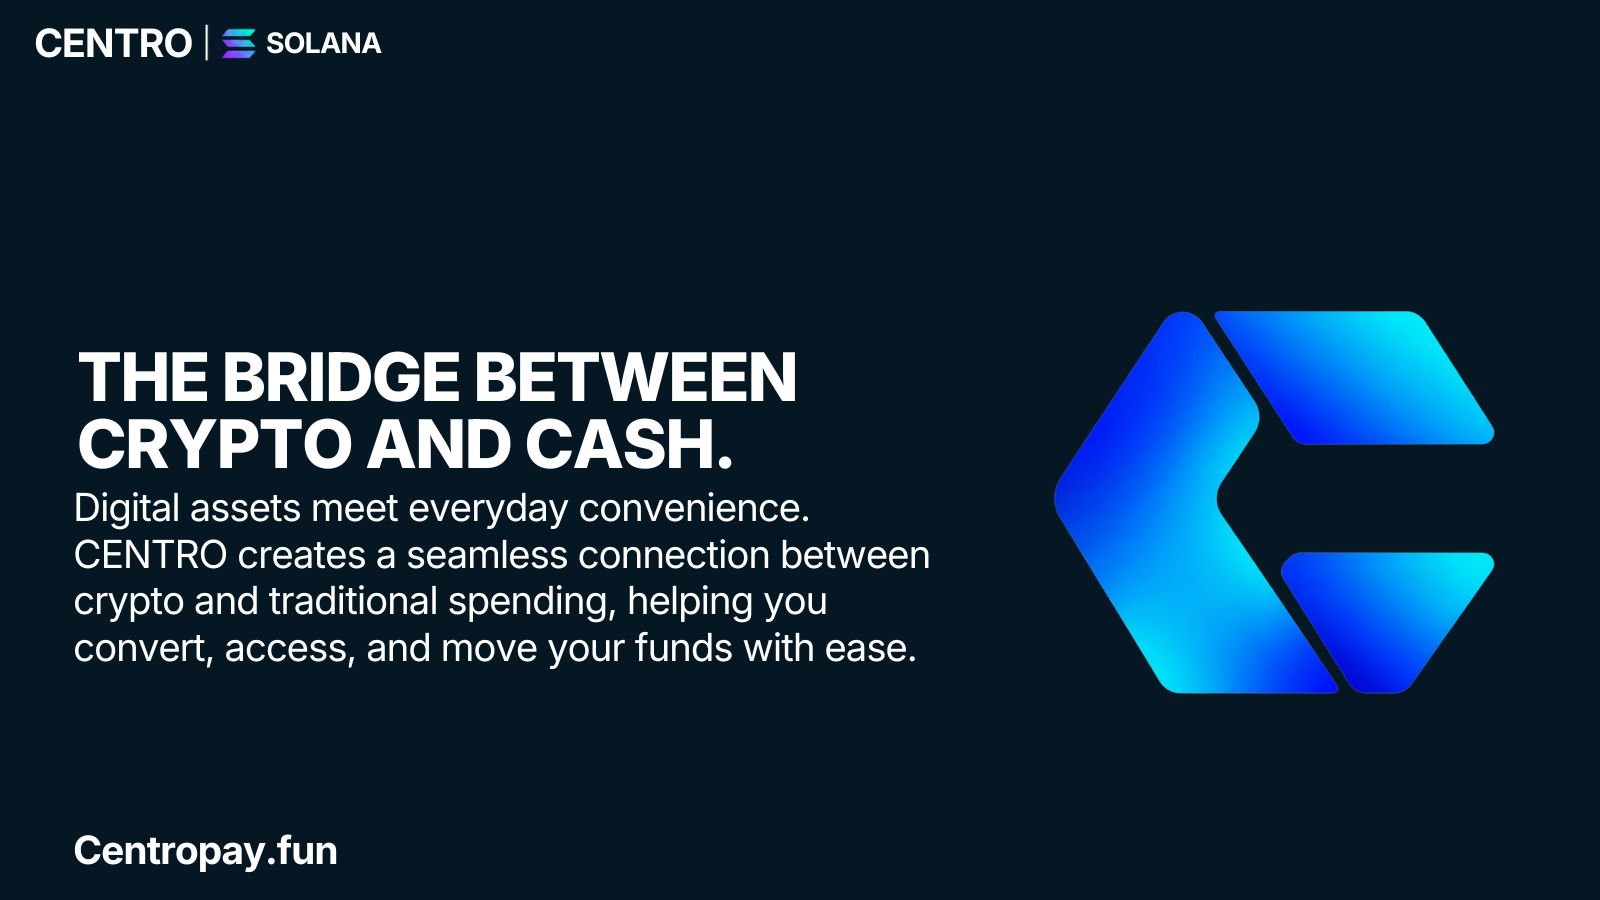 CENTRO | SOLANA
THE BRIDGE BETWEEN
CRYPTO AND CASH.
Digital assets meet everyday convenience.
CENTRO creates a seamless connection between
crypto and traditional spending, helping you
convert, access, and move your funds with ease.
Centropay.fun